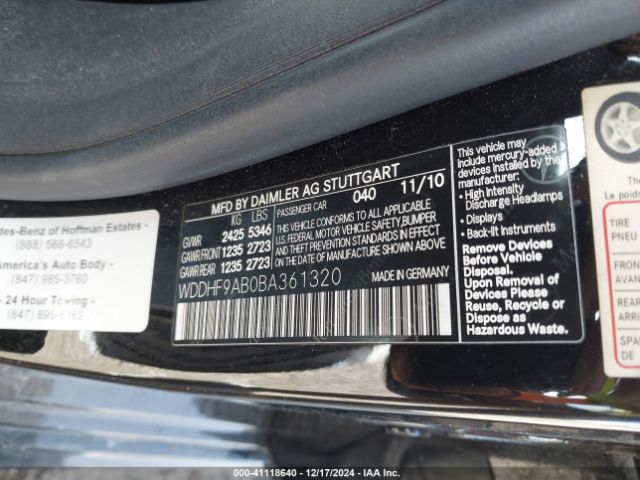 MFD BY DAIMLER AG STUTTGART
KG LBS PASSENGER CAR 040 11/10
GVWR 2425 5346
GAWR FRONT 1235 2723
GAWR REAR 1235 2723
THIS VEHICLE CONFORMS TO ALL APPLICABLE
U.S. FEDERAL MOTOR VEHICLE SAFETY, BUMPER,
AND THEFT PREVENTION STANDARDS IN EFFECT
ON THE DATE OF MANUFACTURE SHOWN ABOVE.
WDDHF9AB0BA361320
MADE IN GERMANY
This vehicle may
include mercury-added
devices installed by the
manufacturer:
• High Intensity
Discharge Headlamps
• Displays
• Back-lit Instruments
Remove Devices
Before Vehicle
Disposal.
Upon Removal of
Devices Please
Reuse, Recycle or
Dispose as
Hazardous Waste.
des-Benz of Hoffman Estates -
(888) 568-6543
America's Auto Body -
(847) 985-3760
- 24 Hour Towing -
(847) 895-6162
Le poids
TIRE
PNEU
FRONT
AVAN
REAR
ARRI
SPAR
DE
000-41118640 - 12/17/2024 - IAA Inc.